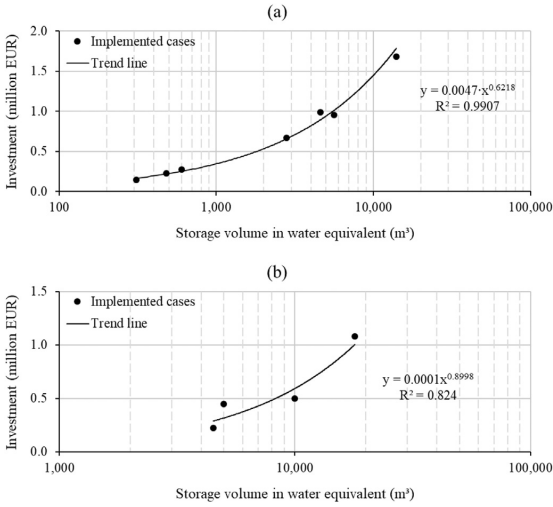 (a)
2.0
1.5
1.0
0.5
0.0
Investment (million EUR)
Implemented cases
Trend line
y = 0.0047·x^0.6218
R² = 0.9907
100
1,000
10,000
100,000
Storage volume in water equivalent (m³)
(b)
1.5
1.0
0.5
0.0
Investment (million EUR)
Implemented cases
Trend line
y = 0.0001x^0.8998
R² = 0.824
1,000
10,000
100,000
Storage volume in water equivalent (m³)